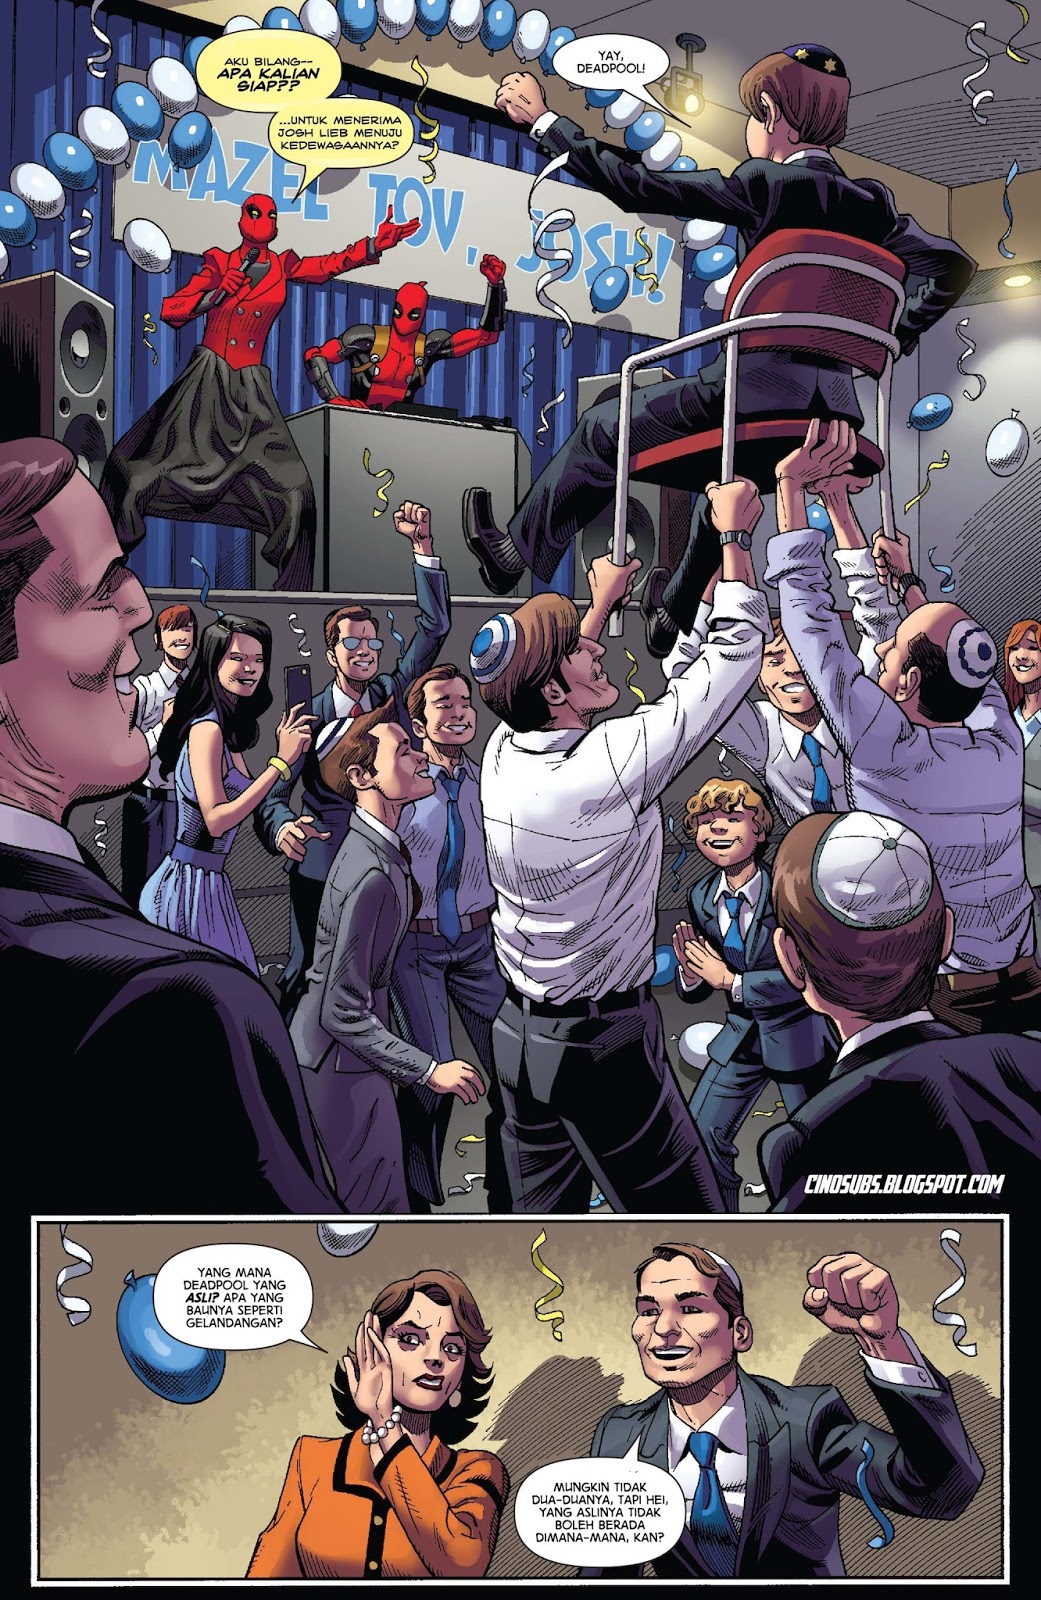 AKU BILANG--
APA KALIAN
SIAP???
...UNTUK MENERIMA
JOSH LIEB MENUJU
KEDEWASAANNYA?
YAY,
DEADPOOL!
MAZEL TOV, JOSH!
CINOSUBS.BLOGSPOT.COM
YANG MANA
DEADPOOL YANG
ASLI? APA YANG
BAUNYA SEPERTI
GELANDANGAN?
MUNGKIN TIDAK
DUA-DUANYA, TAPI HEI,
YANG ASLINYA TIDAK
BOLEH BERADA
DIMANA-MANA, KAN?